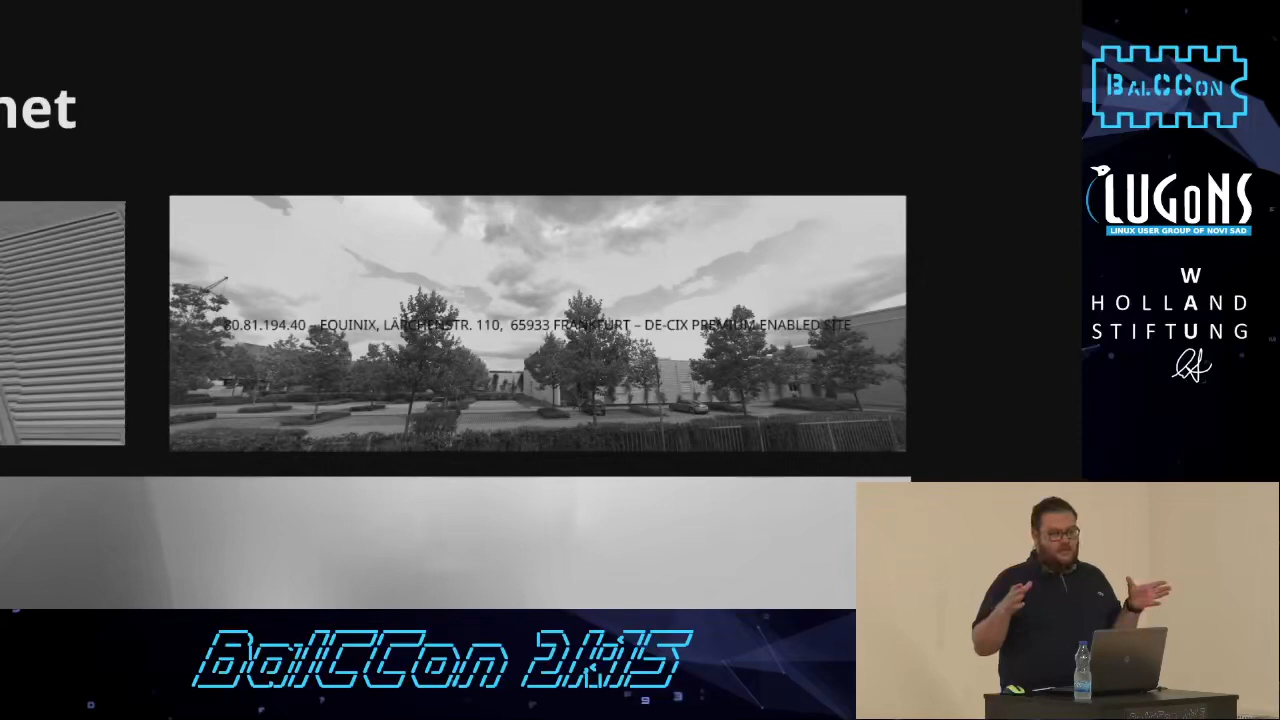 net
80.81.194.40 – EQUINIX, LÄRCHENSTR. 110, 65933 FRANKFURT – DE-CIX PREMIUM ENABLED SITE
BALCCON
LUGoNS
LINUX USER GROUP OF NOVI SAD
W
HOLLAND
STIFTUNG
BalCCon 2k15